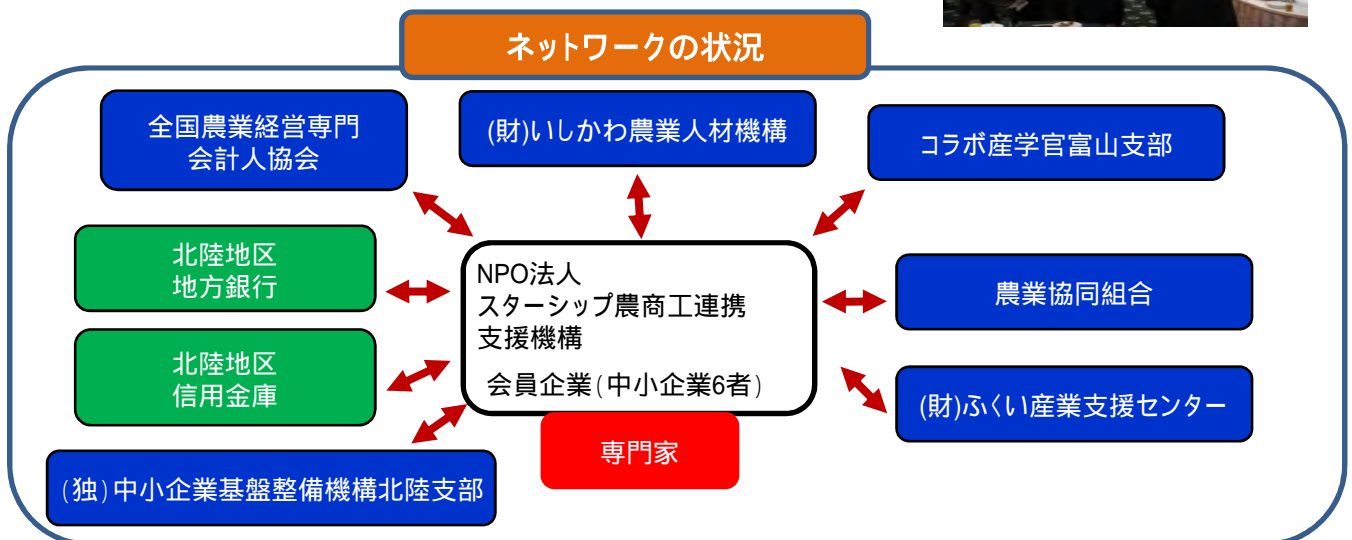 ネットワークの状況
全国農業経営専門
会計人協会
(財)いしかわ農業人材機構
コラボ産学官富山支部
北陸地区
地方銀行
NPO法人
スターシップ農商工連携
支援機構
会員企業(中小企業6者)
農業協同組合
北陸地区
信用金庫
(財)ふくい産業支援センター
専門家
(独)中小企業基盤整備機構北陸支部